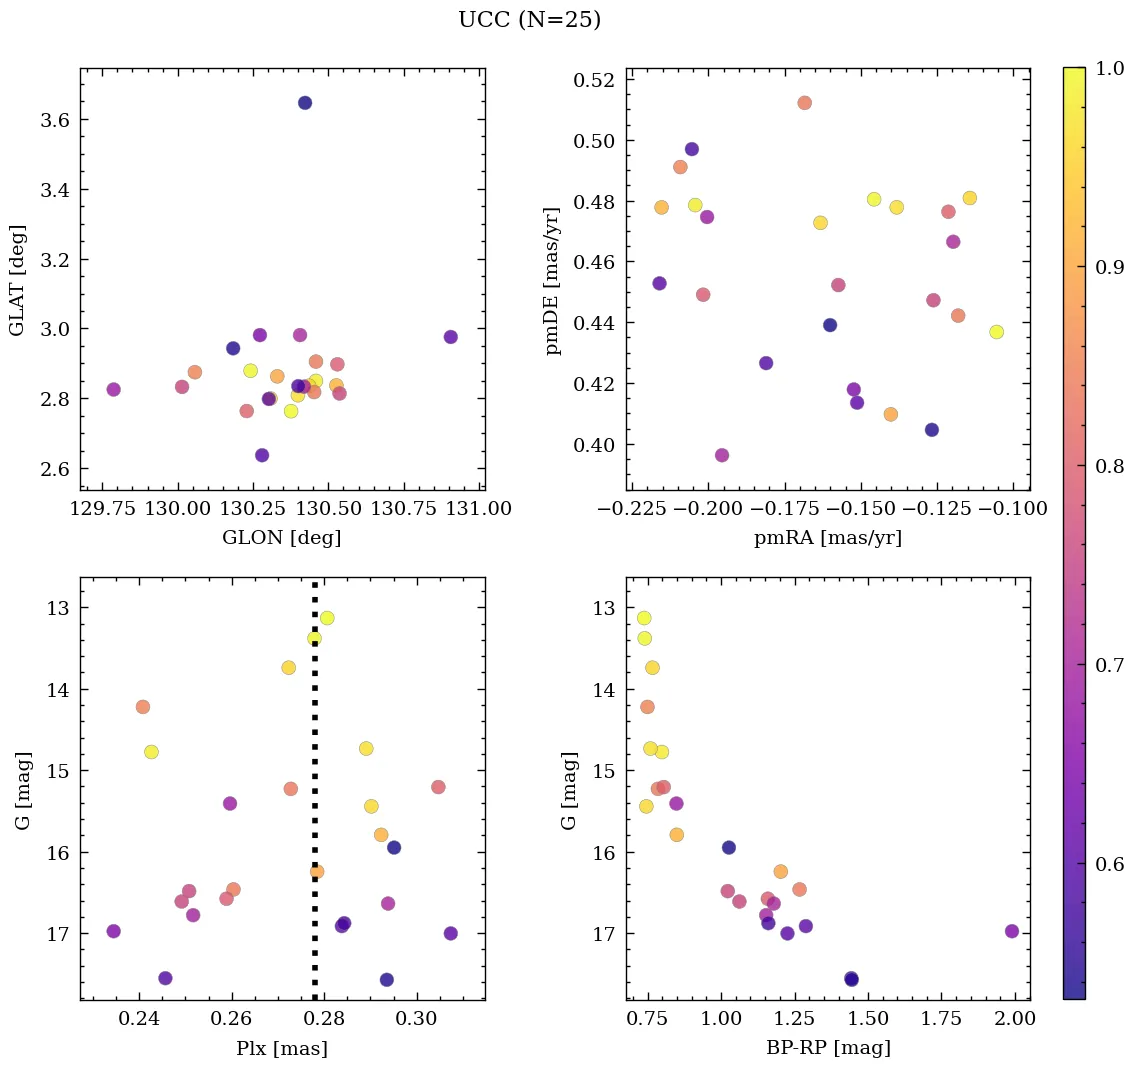 UCC (N=25)
3.6
3.4
3.2
3.0
2.8
2.6
GLAT [deg]
129.75 130.00 130.25 130.50 130.75 131.00
GLON [deg]
0.52
0.50
0.48
0.46
0.44
0.42
0.40
pmDE [mas/yr]
−0.225 −0.200 −0.175 −0.150 −0.125 −0.100
pmRA [mas/yr]
13
14
15
16
17
G [mag]
0.24 0.26 0.28 0.30
Plx [mas]
13
14
15
16
17
G [mag]
0.75 1.00 1.25 1.50 1.75 2.00
BP-RP [mag]
1.0
0.9
0.8
0.7
0.6